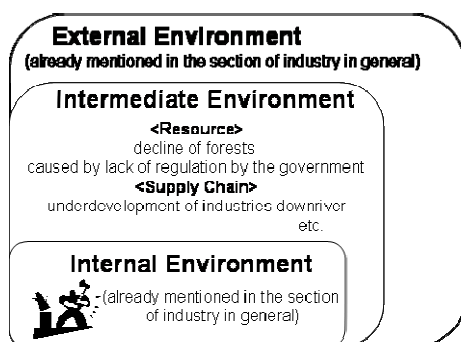 External Environment
(already mentioned in the section of industry in general)
Intermediate Environment
<Resource>
decline of forests
caused by lack of regulation by the government
<Supply Chain>
underdevelopment of industries downriver
etc.
Internal Environment
(already mentioned in the section
of industry in general)